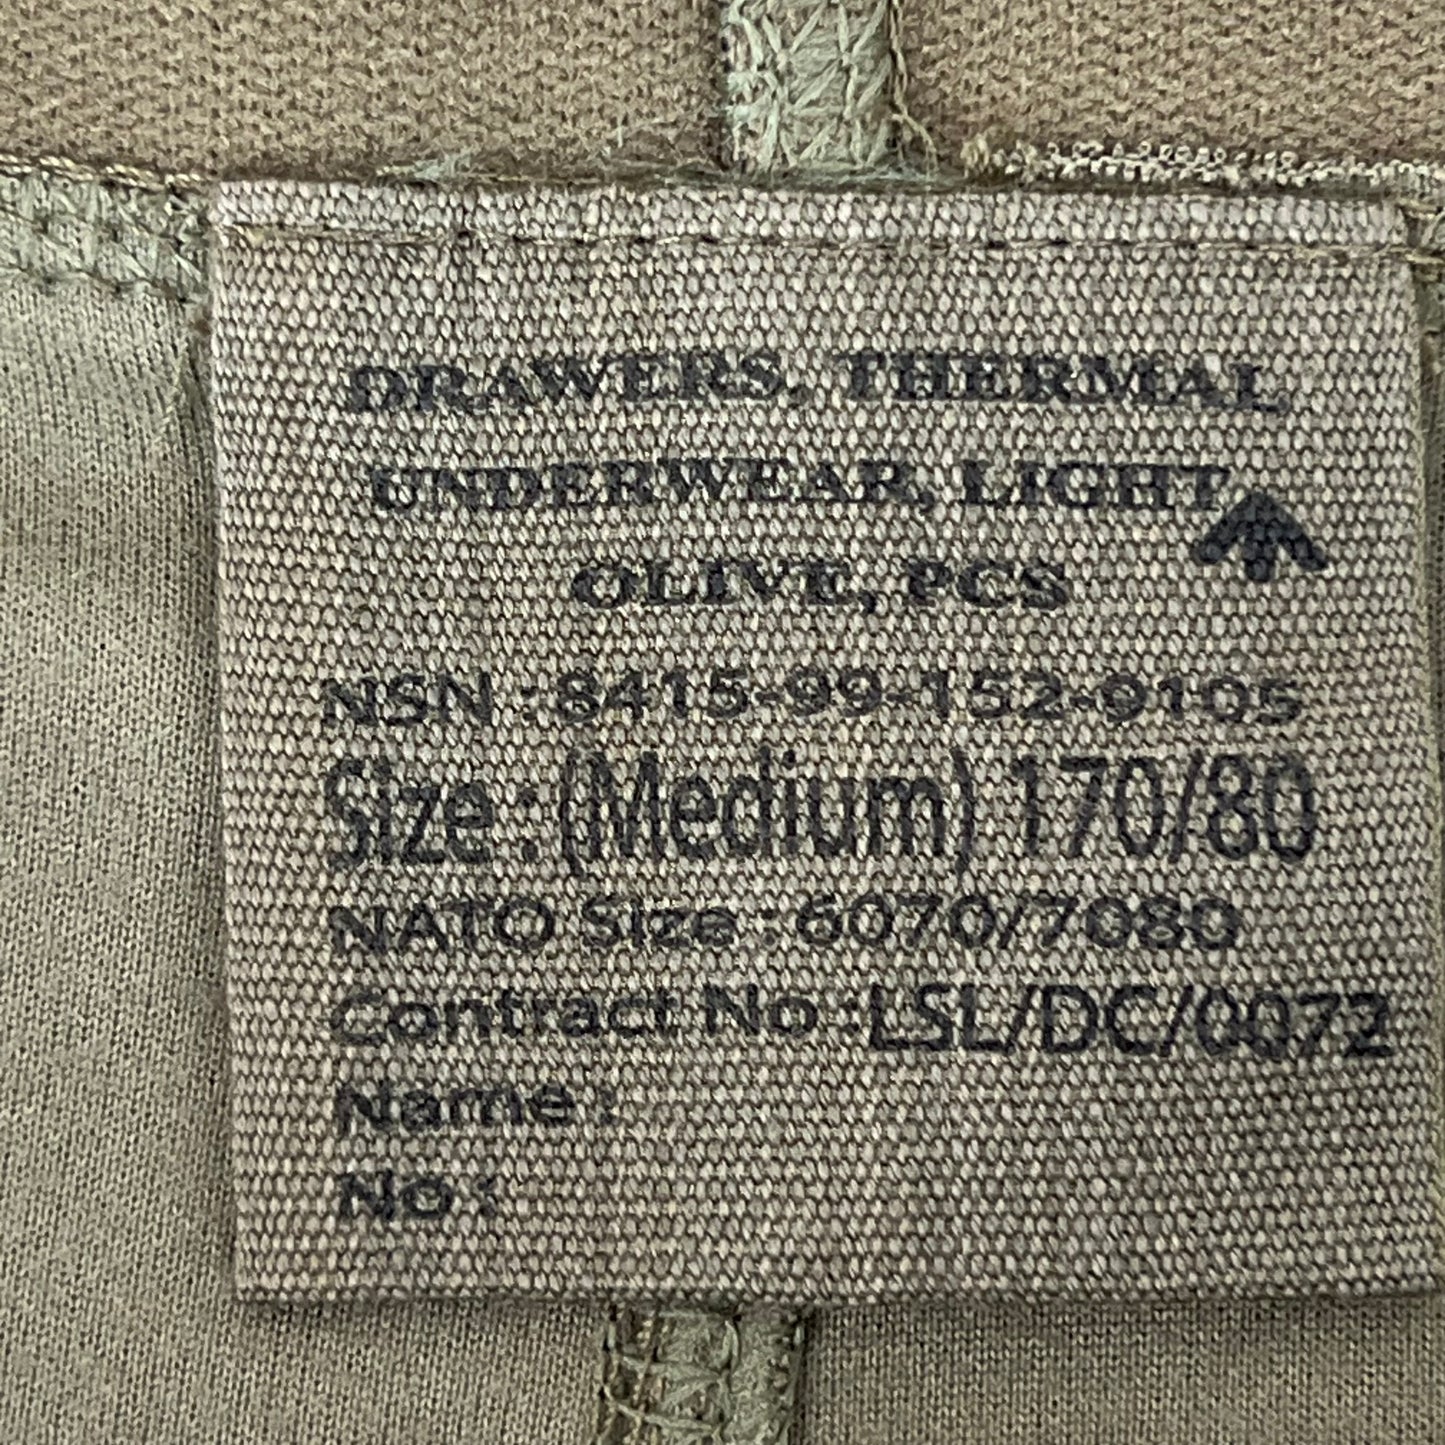 DRAWERS, THERMAL
UNDERWEAR, LIGHT
OLIVE, PCS
NSN : 8415-99-152-9105
Size : (Medium) 170/80
NATO Size : 6070/7080
Contract No :LSL/DC/0072
Name :
No :